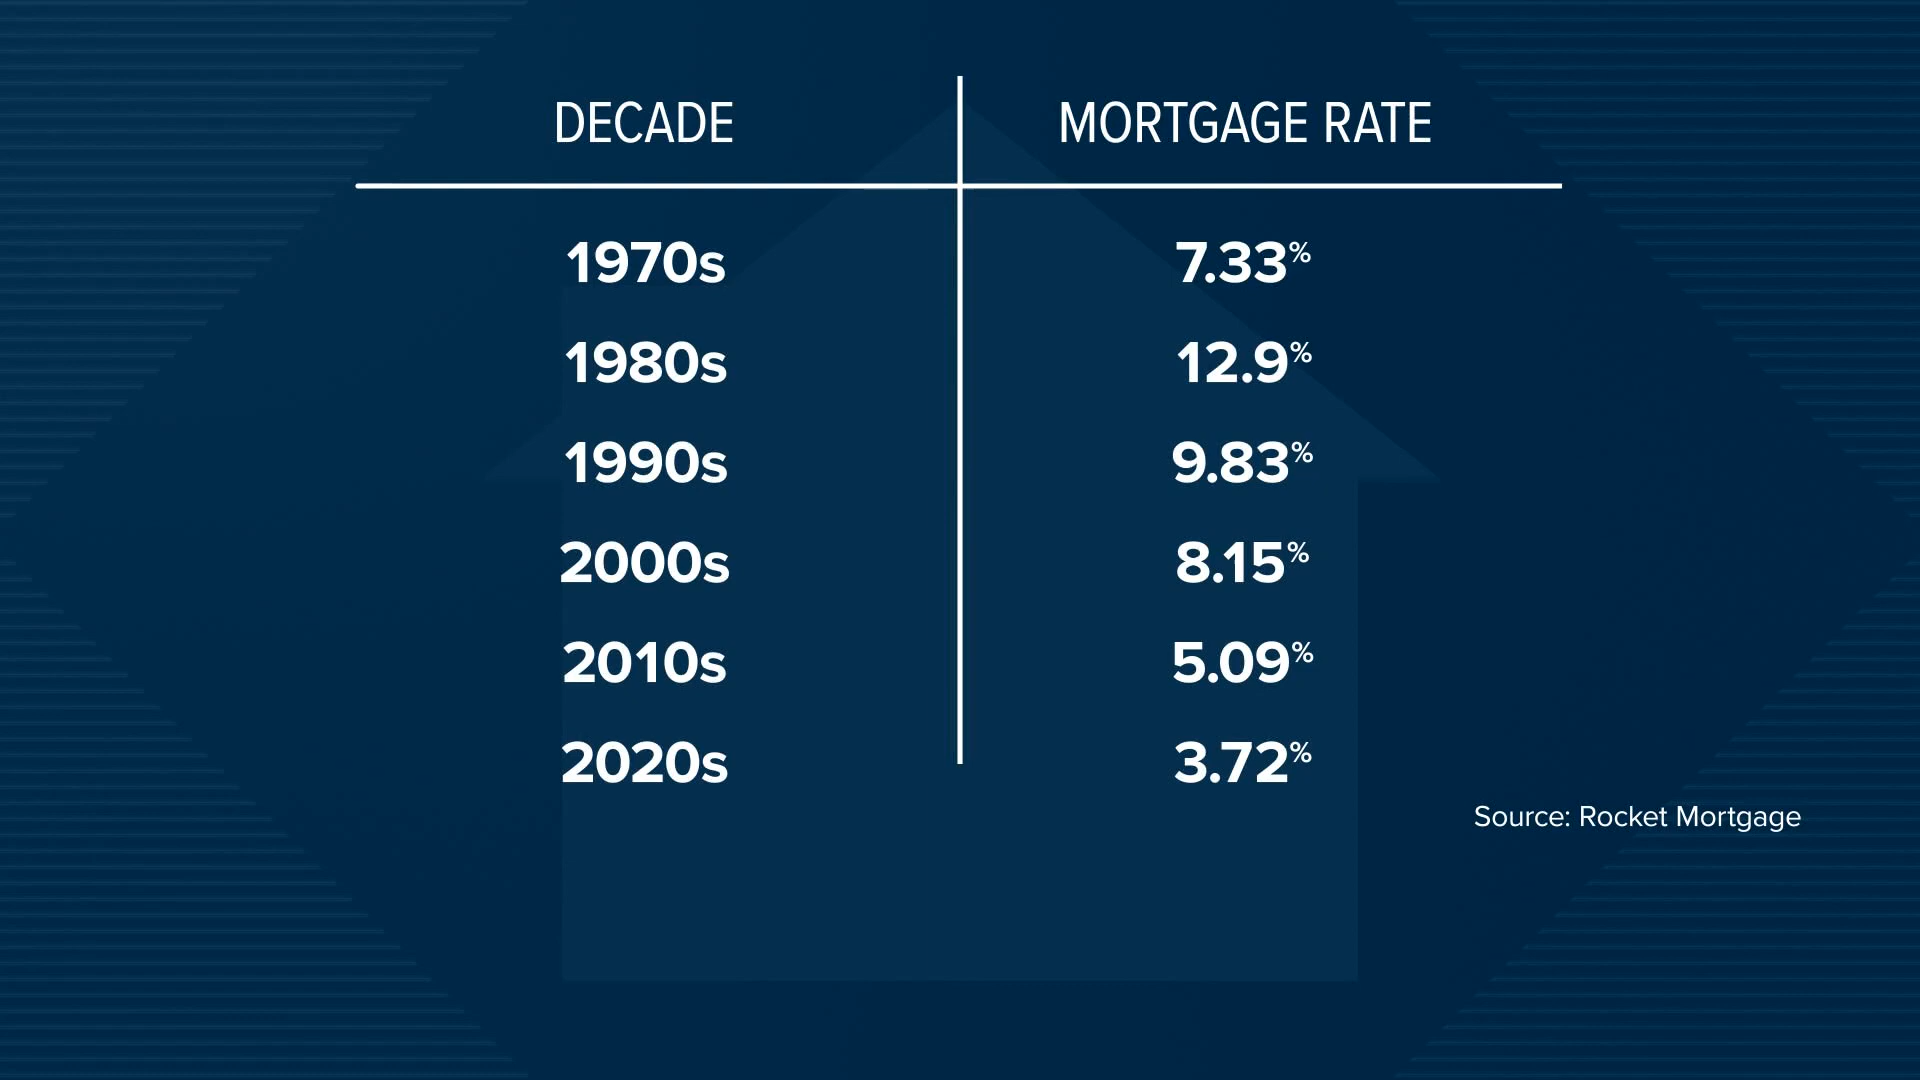 DECADE MORTGAGE RATE
1970s 7.33%
1980s 12.9%
1990s 9.83%
2000s 8.15%
2010s 5.09%
2020s 3.72%
Source: Rocket Mortgage